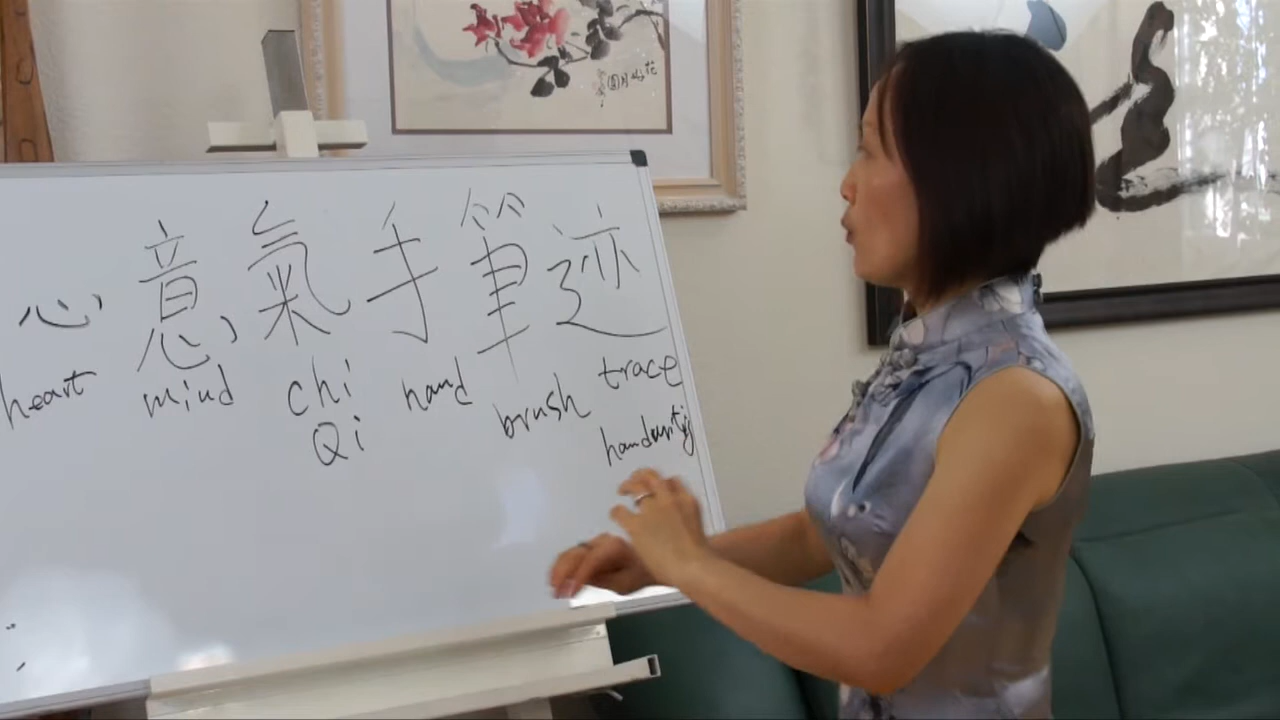 心 意 氣 手 筆 迹
heart mind chi hand brush trace
Qi handwriting